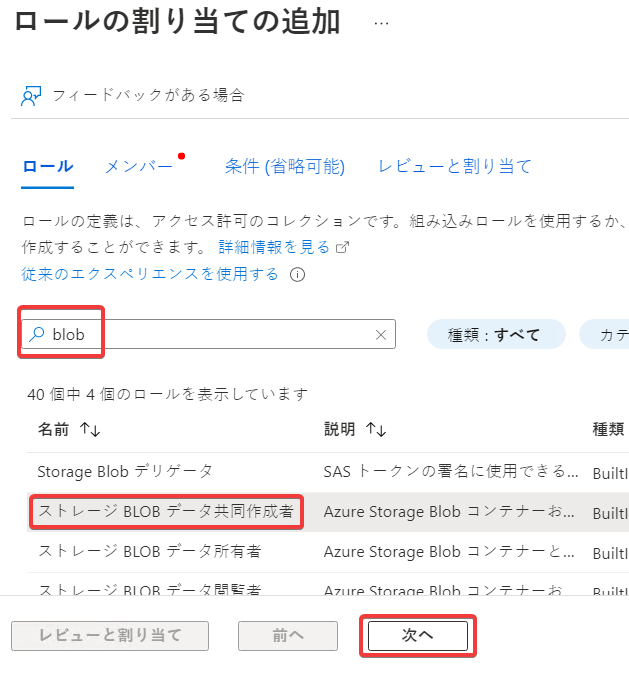 ロールの割り当ての追加 …
フィードバックがある場合
ロール メンバー 条件 (省略可能) レビューと割り当て
ロールの定義は、アクセス許可のコレクションです。組み込みロールを使用するか、
作成することができます。 詳細情報を見る
従来のエクスペリエンスを使用する
blob 種類 : すべて カテ
40 個中 4 個のロールを表示しています
名前 ↑↓ 説明 ↑↓ 種類
Storage Blob デリゲータ SAS トークンの署名に使用できる... BuiltI
ストレージ BLOB データ共同作成者 Azure Storage Blob コンテナーお... BuiltI
ストレージ BLOB データ所有者 Azure Storage Blob コンテナーと... BuiltI
ストレージ BLOB データ閲覧者 Azure Storage Blob コンテナーお... BuiltI
レビューと割り当て 前へ 次へ